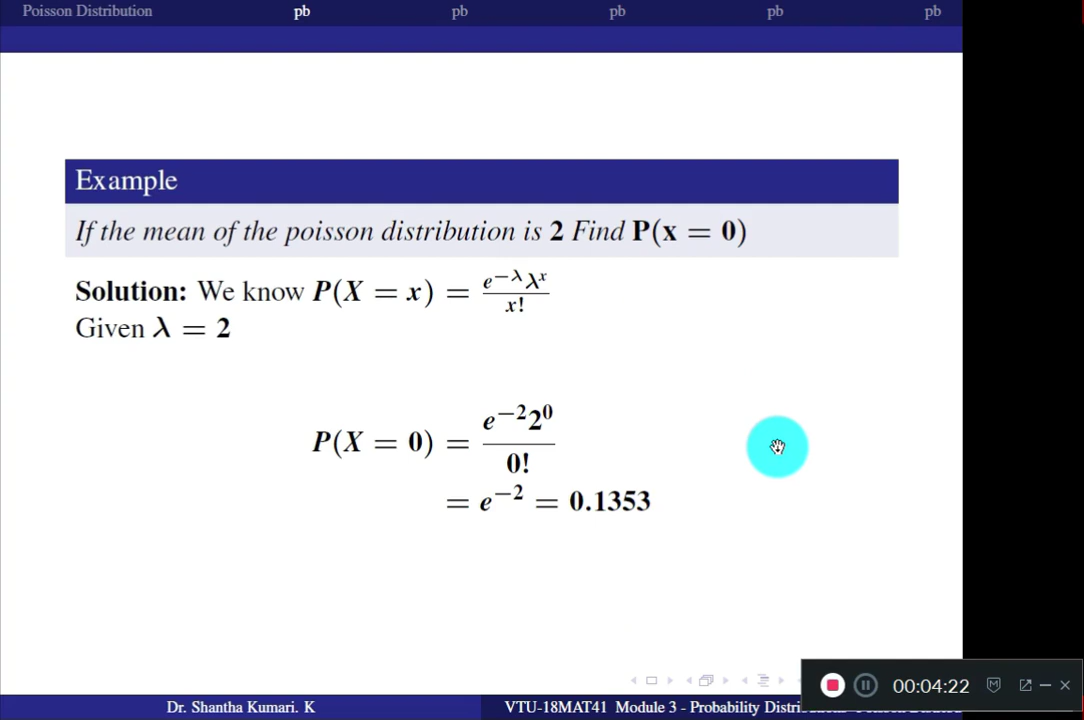 Poisson Distribution pb pb pb pb pb
Example
If the mean of the poisson distribution is 2 Find P(x = 0)
Solution: We know P(X = x) = \frac{e^{-λ}λ^x}{x!}
Given λ = 2
P(X = 0) = \frac{e^{-2}2^0}{0!}
= e^{-2} = 0.1353
00:04:22
Dr. Shantha Kumari. K VTU-18MAT41 Module 3 - Probability Distri